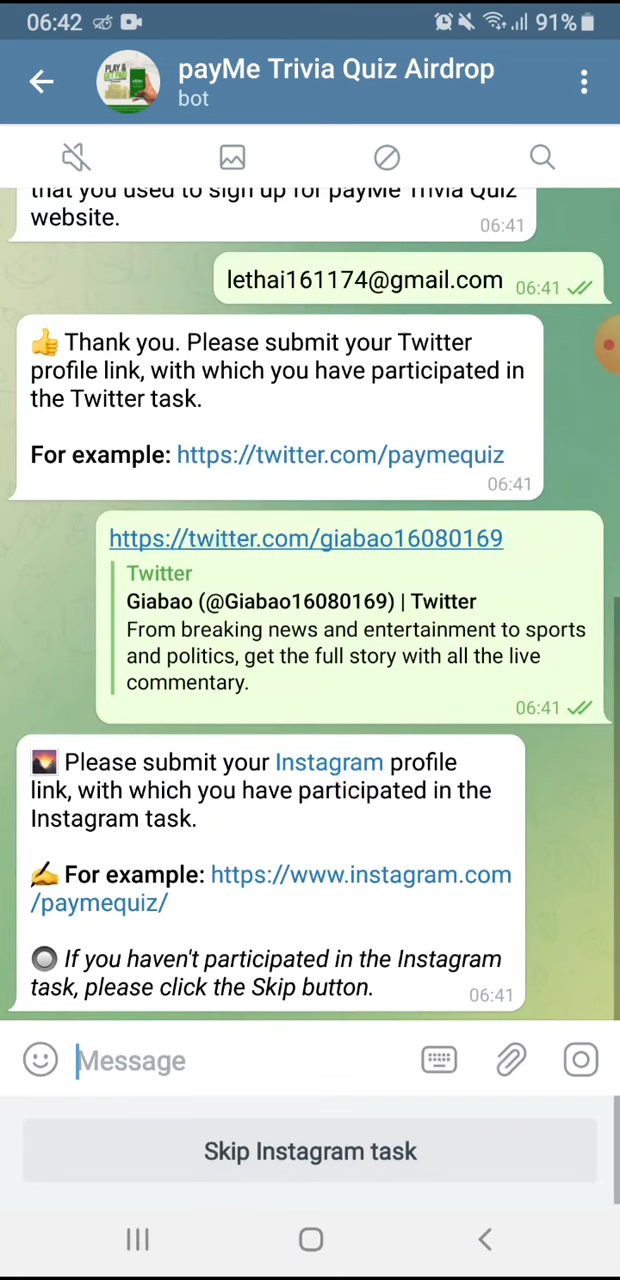 06:42
91%
payMe Trivia Quiz Airdrop
bot
that you used to sign up for payMe Trivia Quiz
website.
06:41
lethai161174@gmail.com 06:41
👍 Thank you. Please submit your Twitter
profile link, with which you have participated in
the Twitter task.
For example: https://twitter.com/paymequiz
06:41
https://twitter.com/giabao16080169
Twitter
Giabao (@Giabao16080169) | Twitter
From breaking news and entertainment to sports
and politics, get the full story with all the live
commentary.
06:41
🌄 Please submit your Instagram profile
link, with which you have participated in the
Instagram task.
✍️ For example: https://www.instagram.com
/paymequiz/
🔘 If you haven't participated in the Instagram
task, please click the Skip button.
06:41
Message
Skip Instagram task